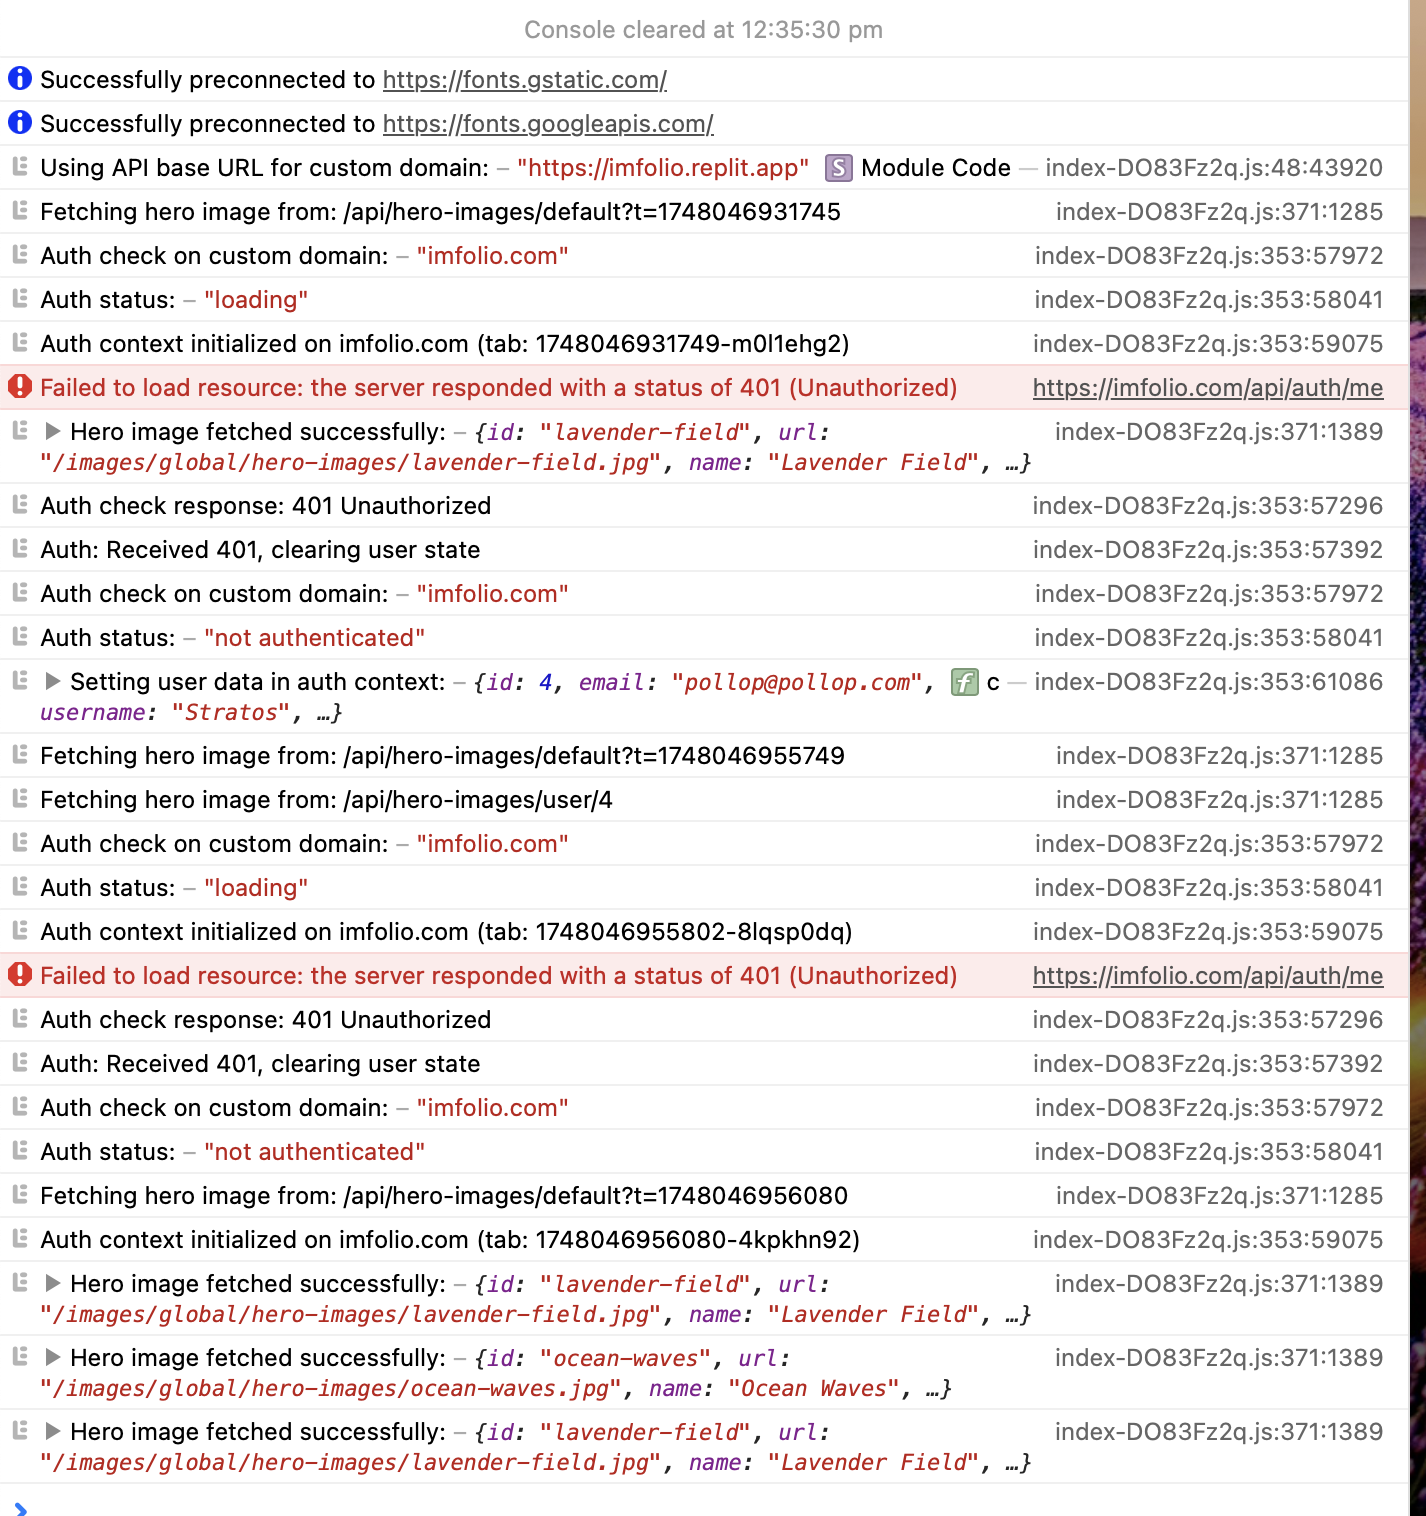 Console cleared at 12:35:30 pm
Successfully preconnected to https://fonts.gstatic.com/
Successfully preconnected to https://fonts.googleapis.com/
Using API base URL for custom domain: – "https://imfolio.replit.app" S Module Code — index-DO83Fz2q.js:48:43920
Fetching hero image from: /api/hero-images/default?t=1748046931745 index-DO83Fz2q.js:371:1285
Auth check on custom domain: – "imfolio.com" index-DO83Fz2q.js:353:57972
Auth status: – "loading" index-DO83Fz2q.js:353:58041
Auth context initialized on imfolio.com (tab: 1748046931749-m0l1ehg2) index-DO83Fz2q.js:353:59075
Failed to load resource: the server responded with a status of 401 (Unauthorized) https://imfolio.com/api/auth/me
Hero image fetched successfully: – {id: "lavender-field", url: index-DO83Fz2q.js:371:1389
"/images/global/hero-images/lavender-field.jpg", name: "Lavender Field", …}
Auth check response: 401 Unauthorized index-DO83Fz2q.js:353:57296
Auth: Received 401, clearing user state index-DO83Fz2q.js:353:57392
Auth check on custom domain: – "imfolio.com" index-DO83Fz2q.js:353:57972
Auth status: – "not authenticated" index-DO83Fz2q.js:353:58041
Setting user data in auth context: – {id: 4, email: "pollop@pollop.com", f c — index-DO83Fz2q.js:353:61086
username: "Stratos", …}
Fetching hero image from: /api/hero-images/default?t=1748046955749 index-DO83Fz2q.js:371:1285
Fetching hero image from: /api/hero-images/user/4 index-DO83Fz2q.js:371:1285
Auth check on custom domain: – "imfolio.com" index-DO83Fz2q.js:353:57972
Auth status: – "loading" index-DO83Fz2q.js:353:58041
Auth context initialized on imfolio.com (tab: 1748046955802-8lqsp0dq) index-DO83Fz2q.js:353:59075
Failed to load resource: the server responded with a status of 401 (Unauthorized) https://imfolio.com/api/auth/me
Auth check response: 401 Unauthorized index-DO83Fz2q.js:353:57296
Auth: Received 401, clearing user state index-DO83Fz2q.js:353:57392
Auth check on custom domain: – "imfolio.com" index-DO83Fz2q.js:353:57972
Auth status: – "not authenticated" index-DO83Fz2q.js:353:58041
Fetching hero image from: /api/hero-images/default?t=1748046956080 index-DO83Fz2q.js:371:1285
Auth context initialized on imfolio.com (tab: 1748046956080-4kpkhn92) index-DO83Fz2q.js:353:59075
Hero image fetched successfully: – {id: "lavender-field", url: index-DO83Fz2q.js:371:1389
"/images/global/hero-images/lavender-field.jpg", name: "Lavender Field", …}
Hero image fetched successfully: – {id: "ocean-waves", url: index-DO83Fz2q.js:371:1389
"/images/global/hero-images/ocean-waves.jpg", name: "Ocean Waves", …}
Hero image fetched successfully: – {id: "lavender-field", url: index-DO83Fz2q.js:371:1389
"/images/global/hero-images/lavender-field.jpg", name: "Lavender Field", …}